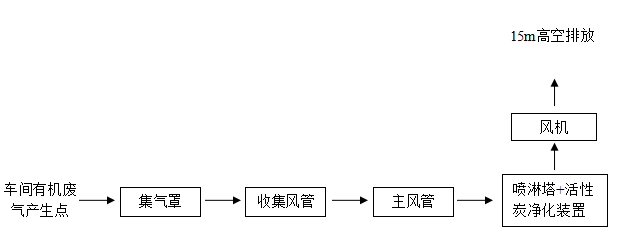 15m高空排放
风机
车间有机废
气产生点
集气罩
收集风管
主风管
喷淋塔+活性
炭净化装置